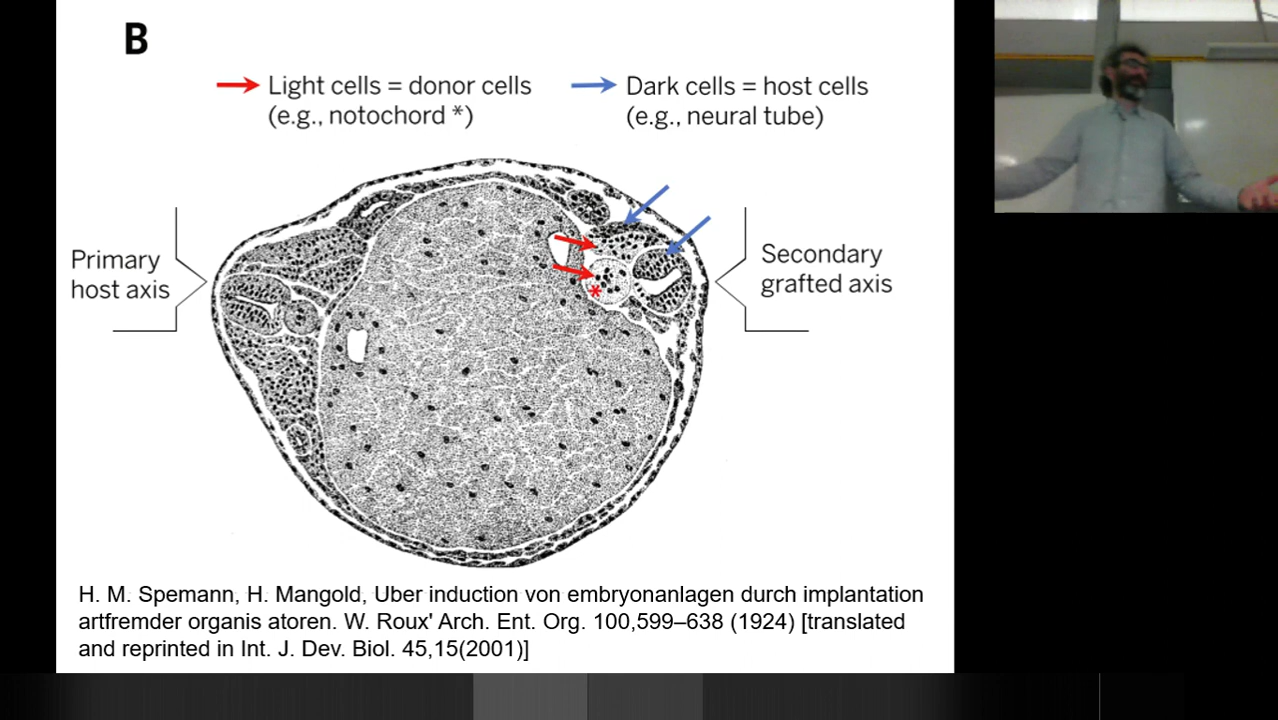 B
Light cells = donor cells
(e.g., notochord *)
Dark cells = host cells
(e.g., neural tube)
Primary
host axis
Secondary
grafted axis
*
H. M. Spemann, H. Mangold, Uber induction von embryonanlagen durch implantation
artfremder organis atoren. W. Roux' Arch. Ent. Org. 100,599–638 (1924) [translated
and reprinted in Int. J. Dev. Biol. 45,15(2001)]